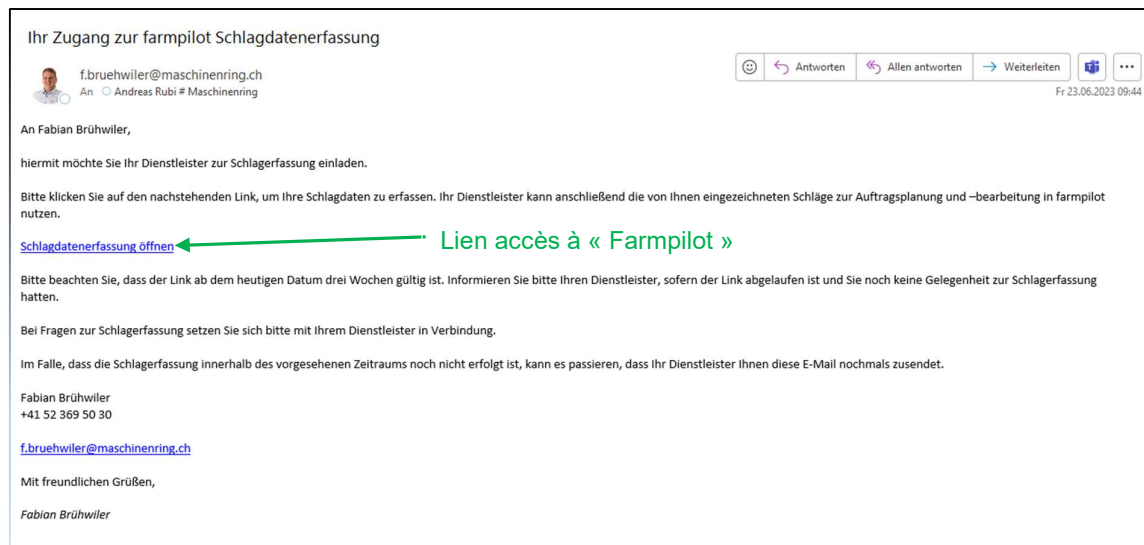 Ihr Zugang zur farmpilot Schlagdatenerfassung
f.bruehwiler@maschinenring.ch
An Andreas Rubi # Maschinenring
Antworten
Allen antworten
Weiterleiten
Fr 23.06.2023 09:44
An Fabian Brühwiler,
hiermit möchte Sie Ihr Dienstleister zur Schlagerfassung einladen.
Bitte klicken Sie auf den nachstehenden Link, um Ihre Schlagdaten zu erfassen. Ihr Dienstleister kann anschließend die von Ihnen eingezeichneten Schläge zur Auftragsplanung und –bearbeitung in farmpilot
nutzen.
Schlagdatenerfassung öffnen
Lien accès à « Farmpilot »
Bitte beachten Sie, dass der Link ab dem heutigen Datum drei Wochen gültig ist. Informieren Sie bitte Ihren Dienstleister, sofern der Link abgelaufen ist und Sie noch keine Gelegenheit zur Schlagerfassung
hatten.
Bei Fragen zur Schlagerfassung setzen Sie sich bitte mit Ihrem Dienstleister in Verbindung.
Im Falle, dass die Schlagerfassung innerhalb des vorgesehenen Zeitraums noch nicht erfolgt ist, kann es passieren, dass Ihr Dienstleister Ihnen diese E-Mail nochmals zusendet.
Fabian Brühwiler
+41 52 369 50 30
f.bruehwiler@maschinenring.ch
Mit freundlichen Grüßen,
Fabian Brühwiler